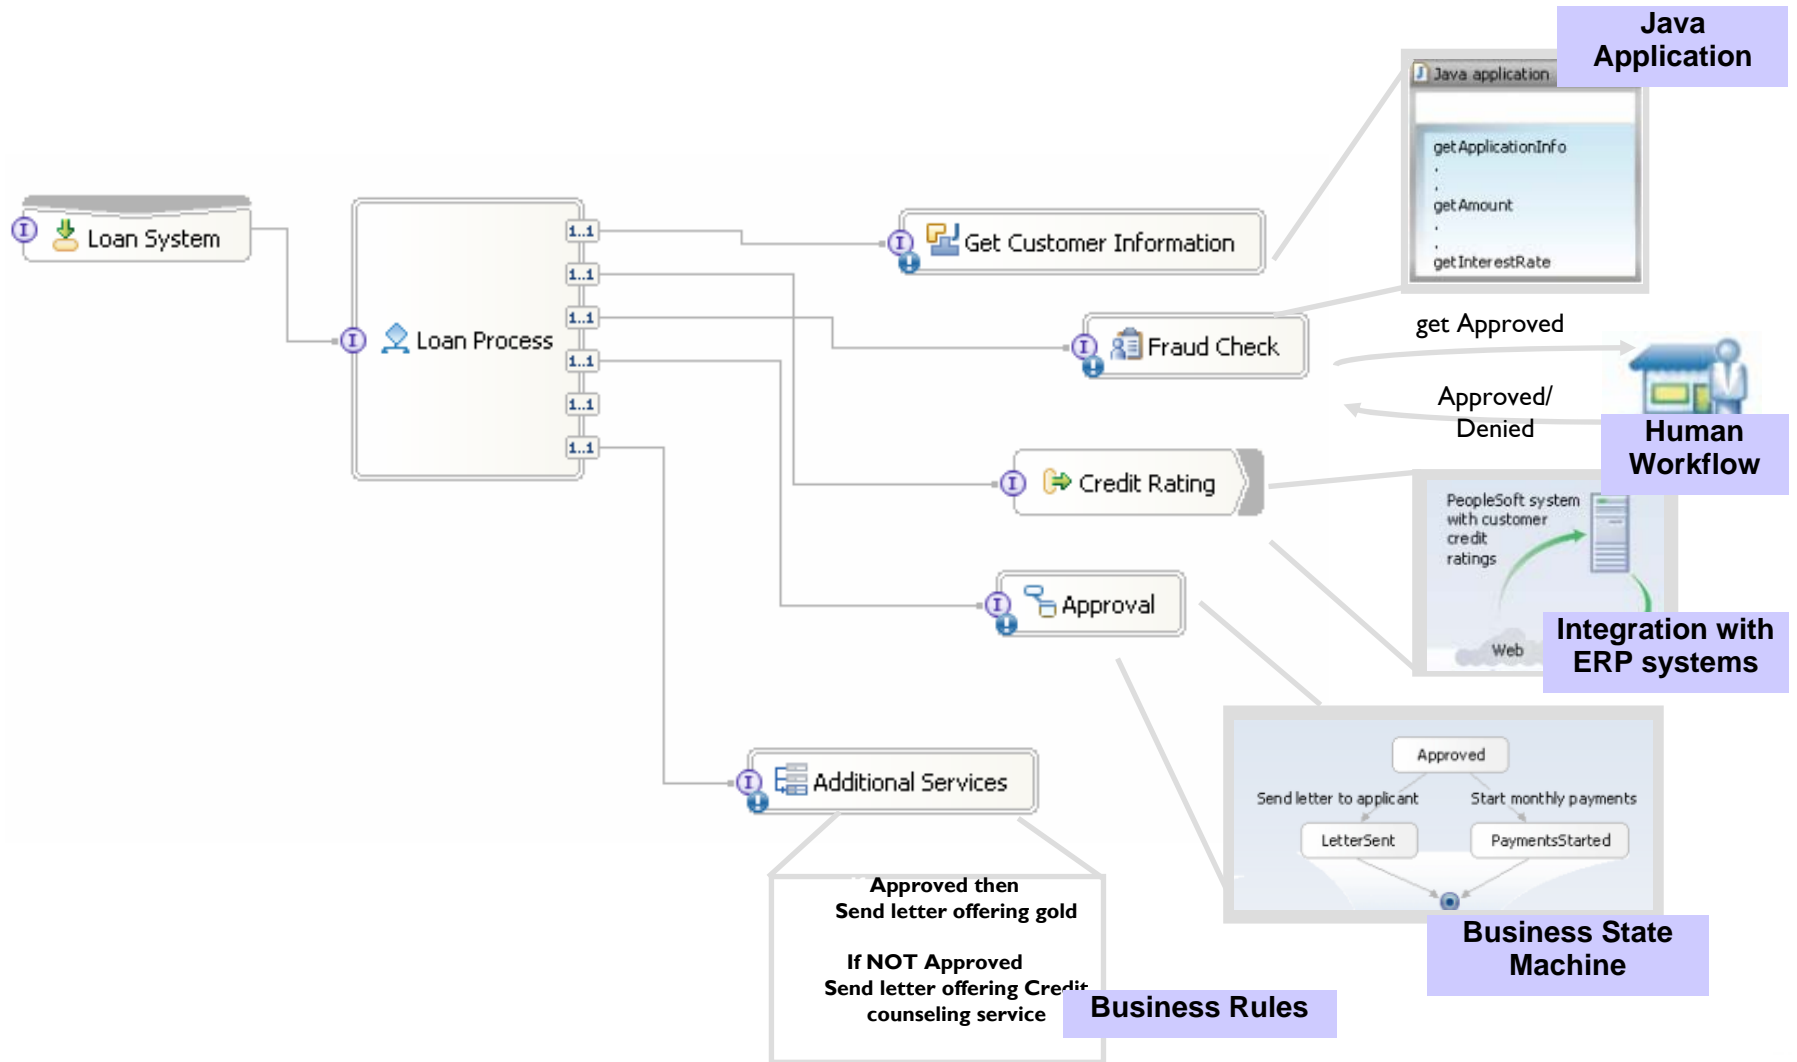 Java
Application
Java application
getApplicationInfo
.
.
getAmount
.
.
getInterestRate
I Loan System
I Loan Process
1..1
1..1
1..1
1..1
1..1
1..1
I Get Customer Information
I Fraud Check
get Approved
Approved/
Denied
Human
Workflow
I Credit Rating
PeopleSoft system
with customer
credit
ratings
Web
Integration with
ERP systems
I Approval
Approved
Send letter to applicant
Start monthly payments
LetterSent
PaymentsStarted
Business State
Machine
I Additional Services
Approved then
Send letter offering gold
If NOT Approved
Send letter offering Credit
counseling service
Business Rules